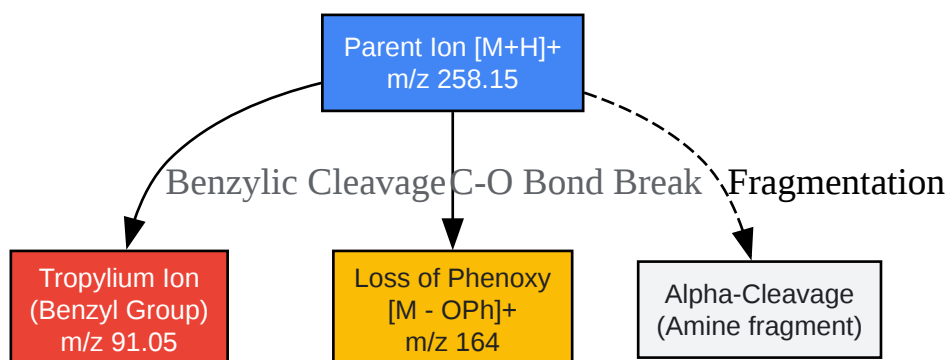 Parent Ion [M+H]+
m/z 258.15
Benzylic Cleavage
C-O Bond Break
Fragmentation
Tropylium Ion
(Benzyl Group)
m/z 91.05
Loss of Phenoxy
[M - OPh]+
m/z 164
Alpha-Cleavage
(Amine fragment)